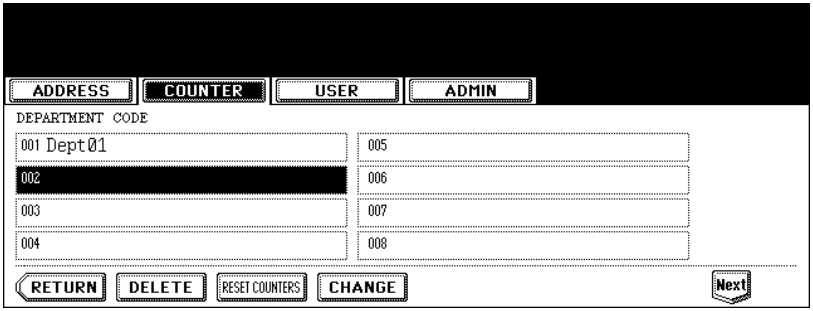 ADDRESS COUNTER USER ADMIN
DEPARTMENT CODE
001 Dept01 005
002 006
003 007
004 008
RETURN DELETE RESET COUNTERS CHANGE Next